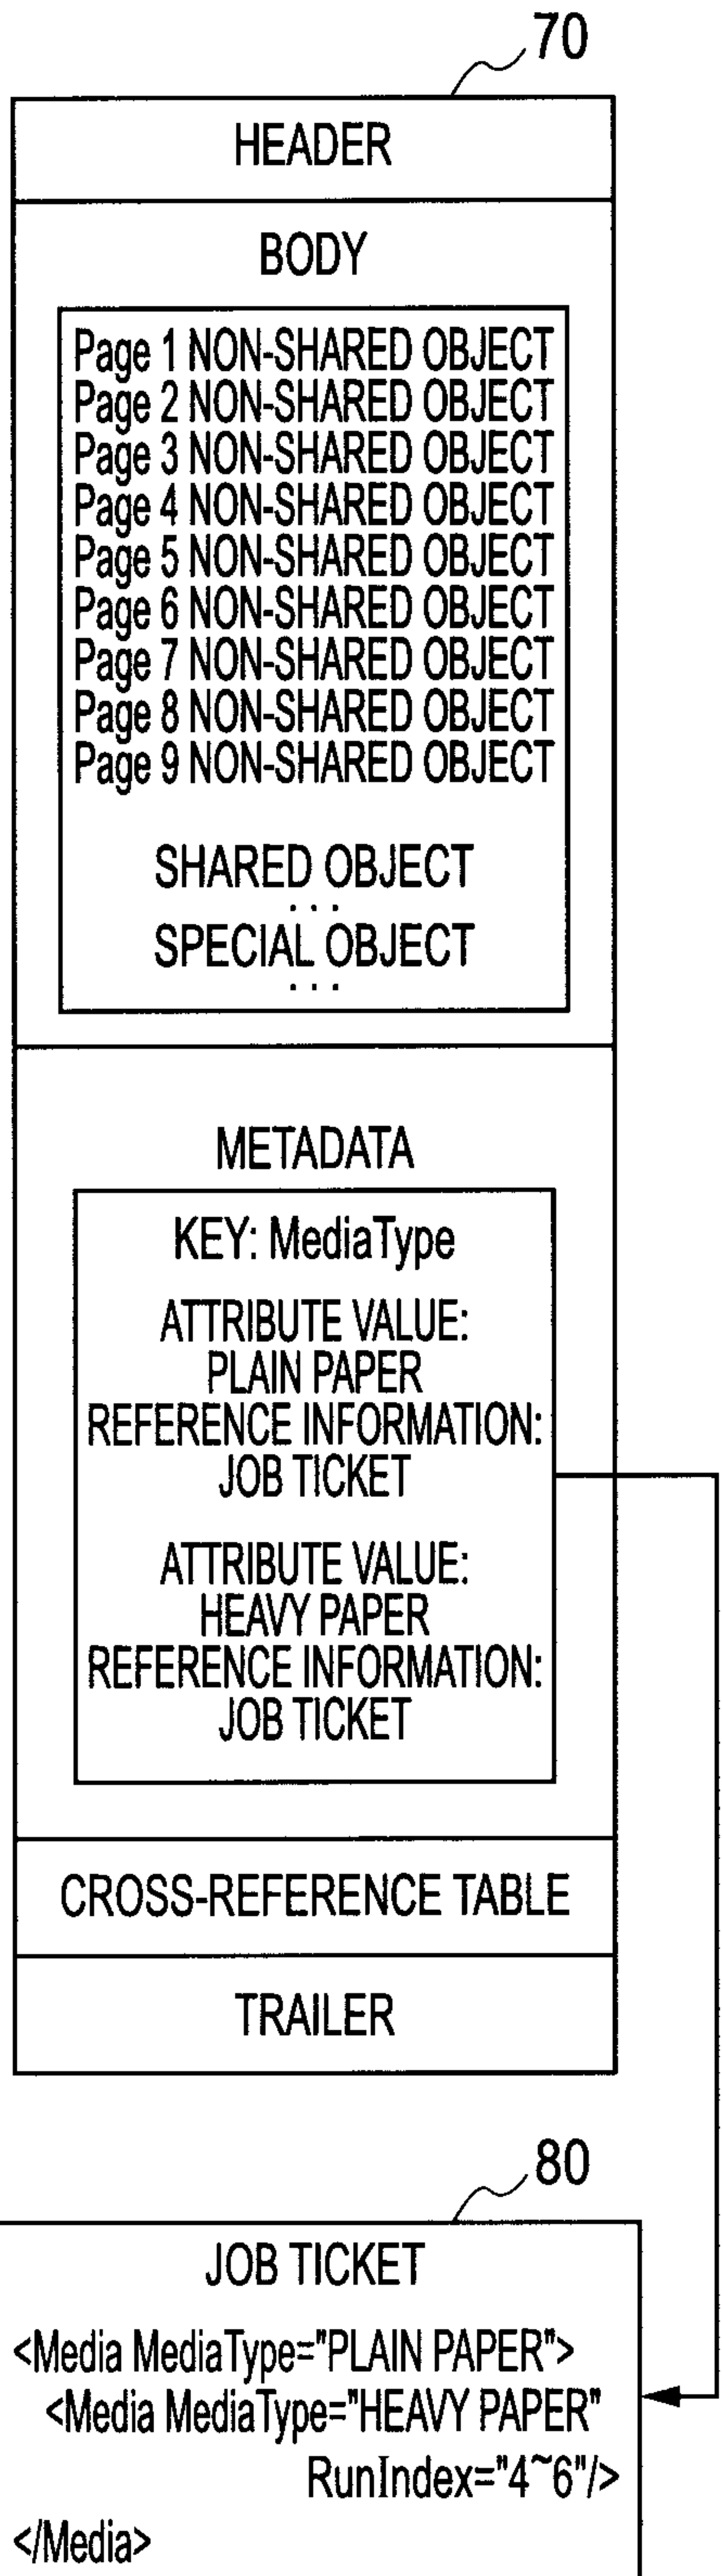 70
HEADER
BODY
Page 1 NON-SHARED OBJECT
Page 2 NON-SHARED OBJECT
Page 3 NON-SHARED OBJECT
Page 4 NON-SHARED OBJECT
Page 5 NON-SHARED OBJECT
Page 6 NON-SHARED OBJECT
Page 7 NON-SHARED OBJECT
Page 8 NON-SHARED OBJECT
Page 9 NON-SHARED OBJECT
SHARED OBJECT
...
SPECIAL OBJECT
...
METADATA
KEY: MediaType
ATTRIBUTE VALUE:
PLAIN PAPER
REFERENCE INFORMATION:
JOB TICKET
ATTRIBUTE VALUE:
HEAVY PAPER
REFERENCE INFORMATION:
JOB TICKET
CROSS-REFERENCE TABLE
TRAILER
80
JOB TICKET
<Media MediaType="PLAIN PAPER">
<Media MediaType="HEAVY PAPER"
RunIndex="4~6"/>
</Media>